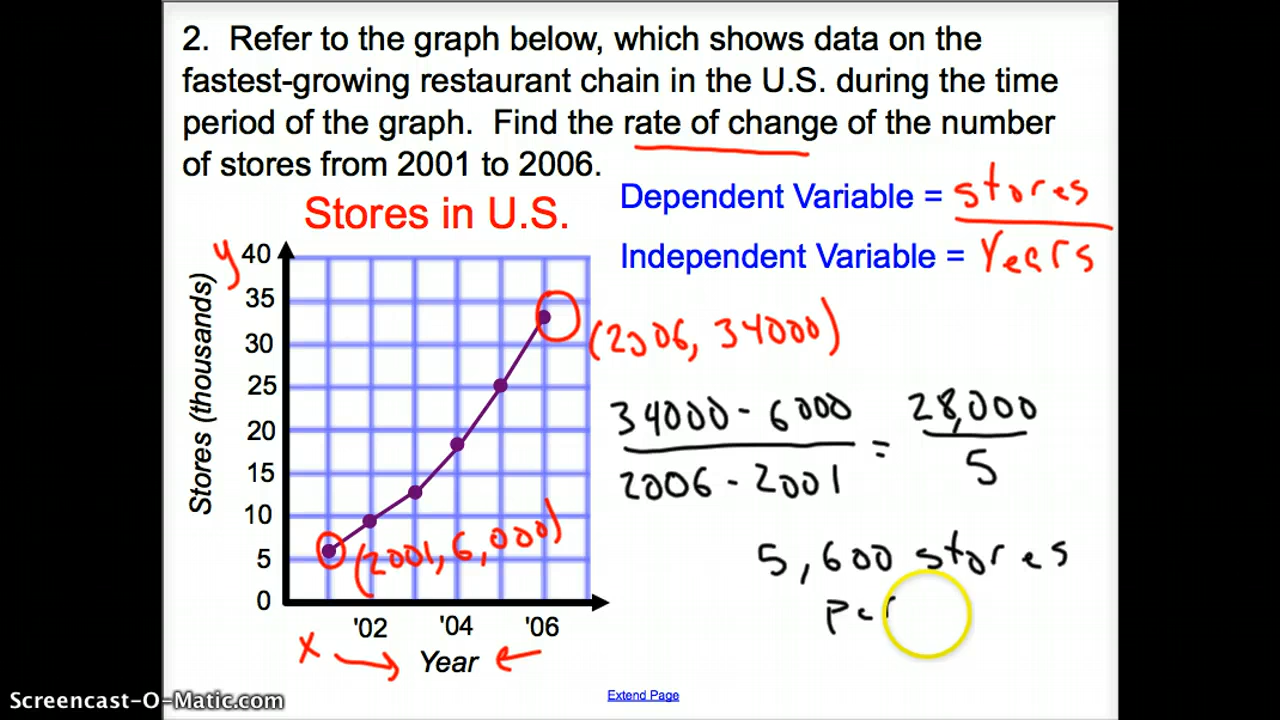 2. Refer to the graph below, which shows data on the
fastest-growing restaurant chain in the U.S. during the time
period of the graph. Find the rate of change of the number
of stores from 2001 to 2006.
Dependent Variable = stores
Independent Variable = Years
Stores in U.S.
y
Stores (thousands)
40
35
30
25
20
15
10
5
0
'02 '04 '06
x Year
(2006, 34000)
(2001, 6,000)
34000 - 6000 = 28,000
2006 - 2001 5
5,600 stores
per
Extend Page
Screencast-O-Matic.com